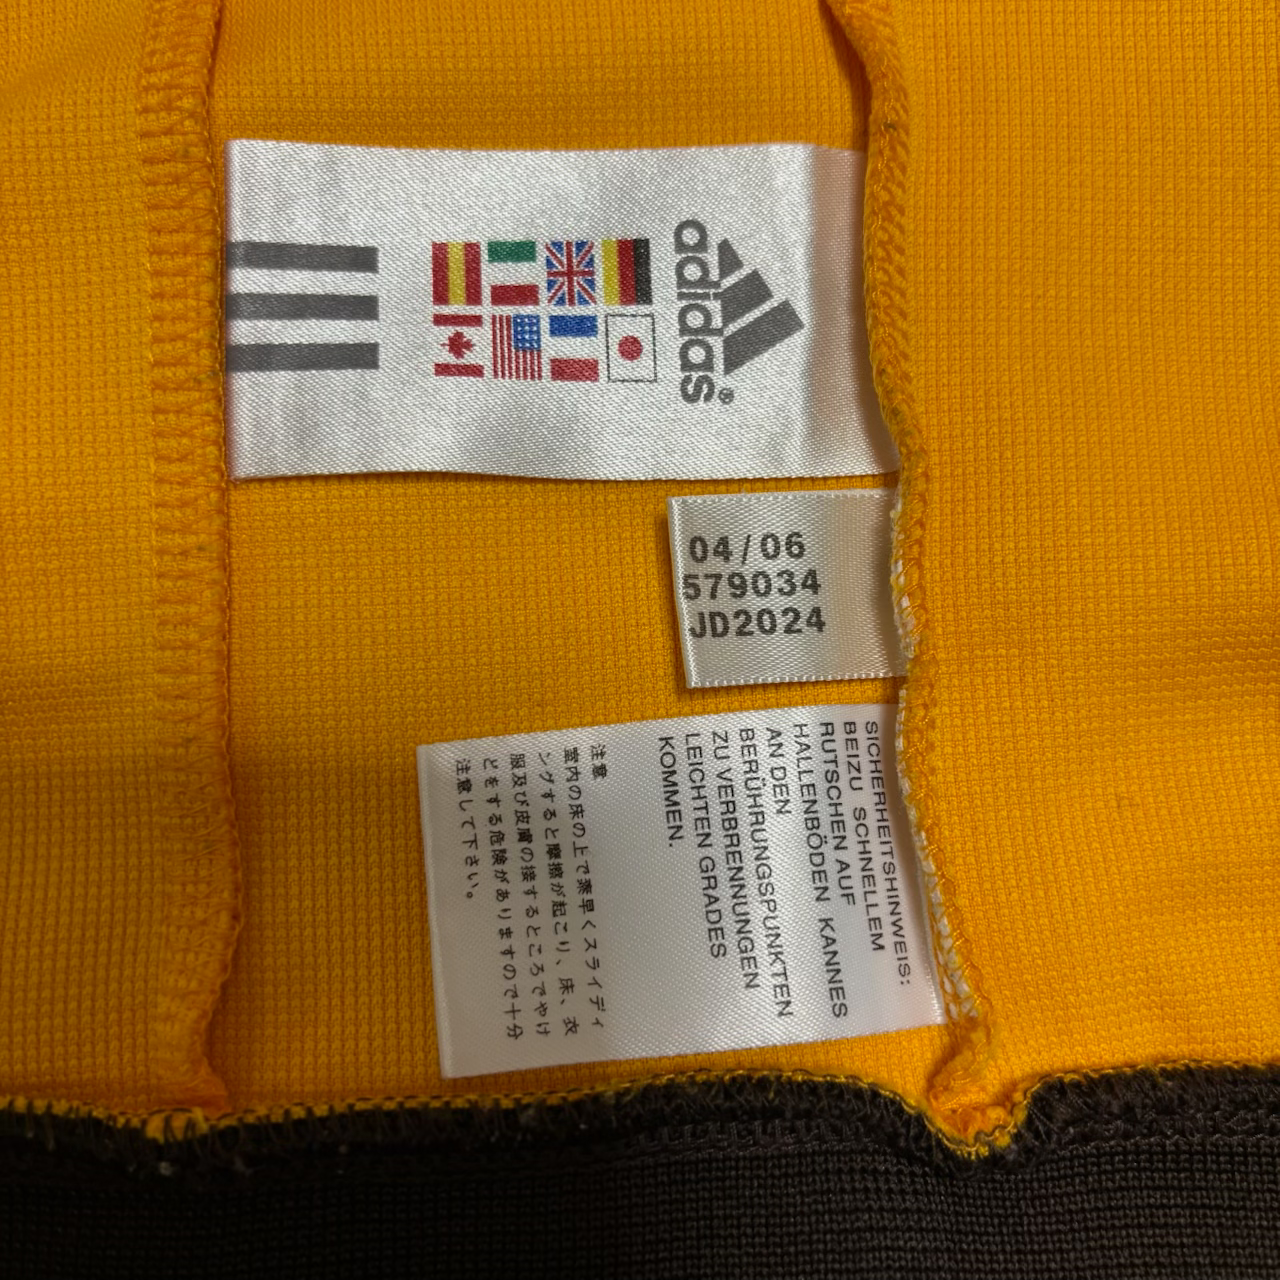 adidas®
04/06
579034
JD2024
SICHERHEITSHINWEIS:
BEIZU SCHNELLEM
RUTSCHEN AUF
HALLENBÖDEN KANNES
AN DEN
BERÜHRUNGSPUNKTEN
ZU VERBRENNUNGEN
LEICHTEN GRADES
KOMMEN.
注意
室内の床の上で素早くスライディ
ングすると摩擦が起こり、床、衣
服及び皮膚の接するところでやけ
どをする危険がありますので十分
注意して下さい。